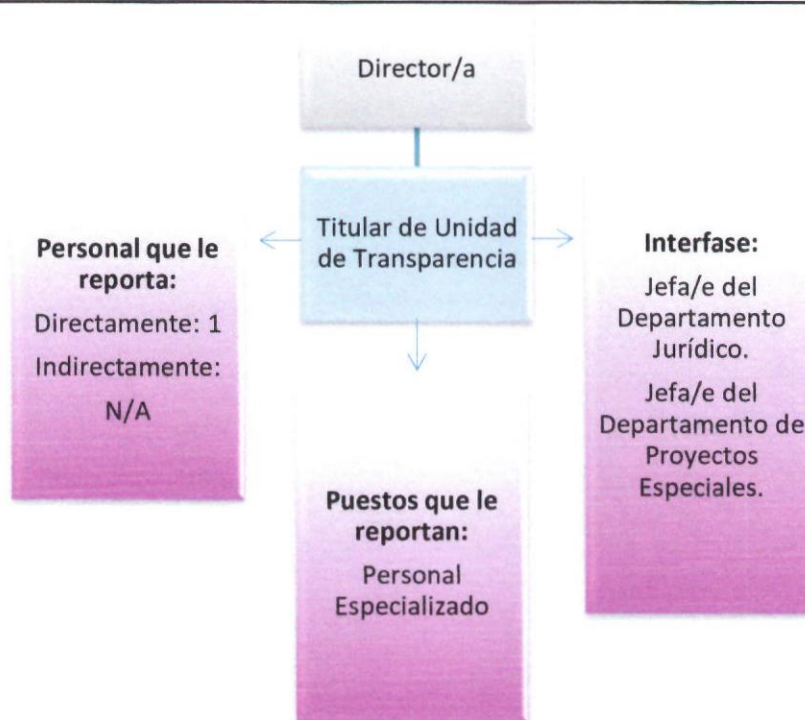 Director/a
Titular de Unidad
de Transparencia
Personal que le
reporta:
Directamente: 1
Indirectamente:
N/A
Interfase:
Jefa/e del
Departamento
Jurídico.
Jefa/e del
Departamento de
Proyectos
Especiales.
Puestos que le
reportan:
Personal
Especializado